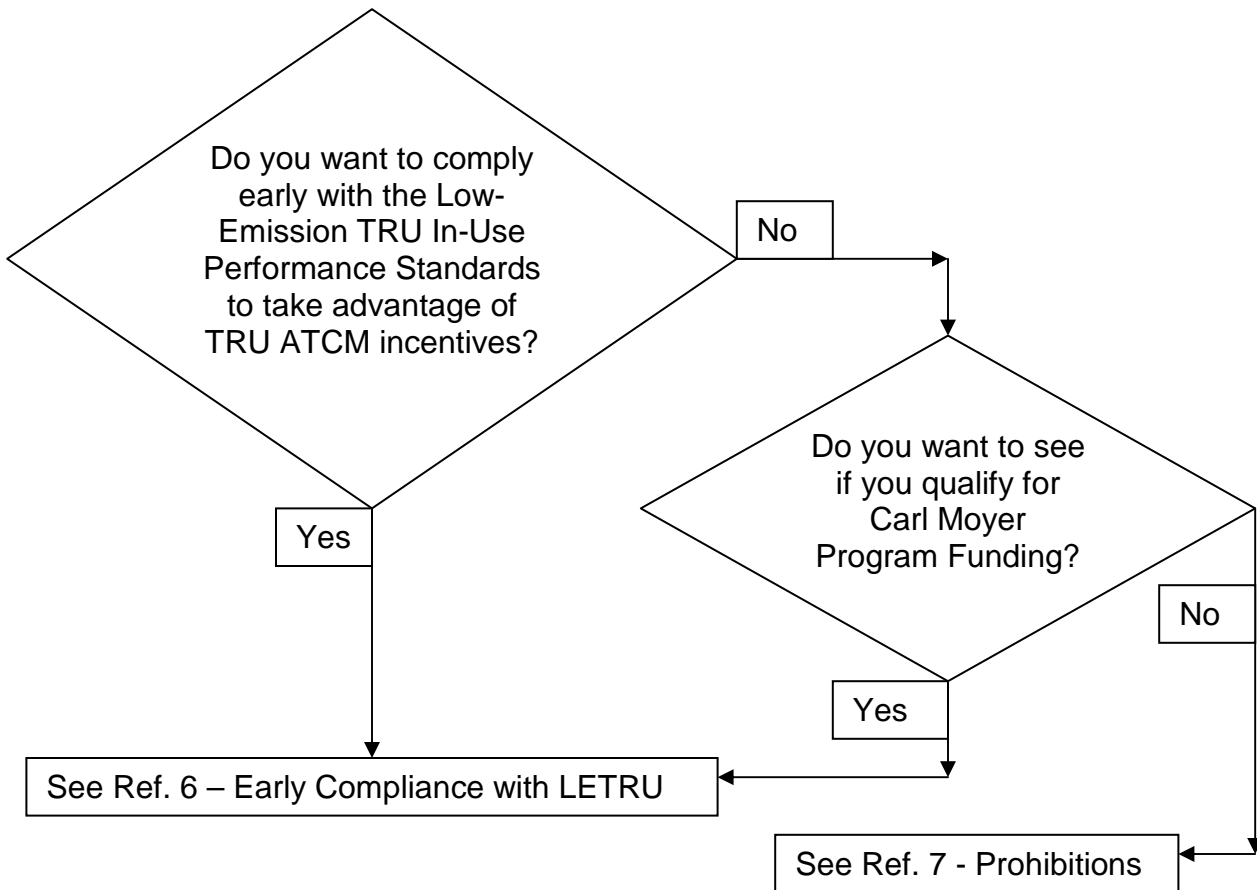 Do you want to comply
early with the Low-
Emission TRU In-Use
Performance Standards
to take advantage of
TRU ATCM incentives?
No
Do you want to see
if you qualify for
Carl Moyer
Program Funding?
Yes
No
Yes
See Ref. 6 – Early Compliance with LETRU
See Ref. 7 - Prohibitions